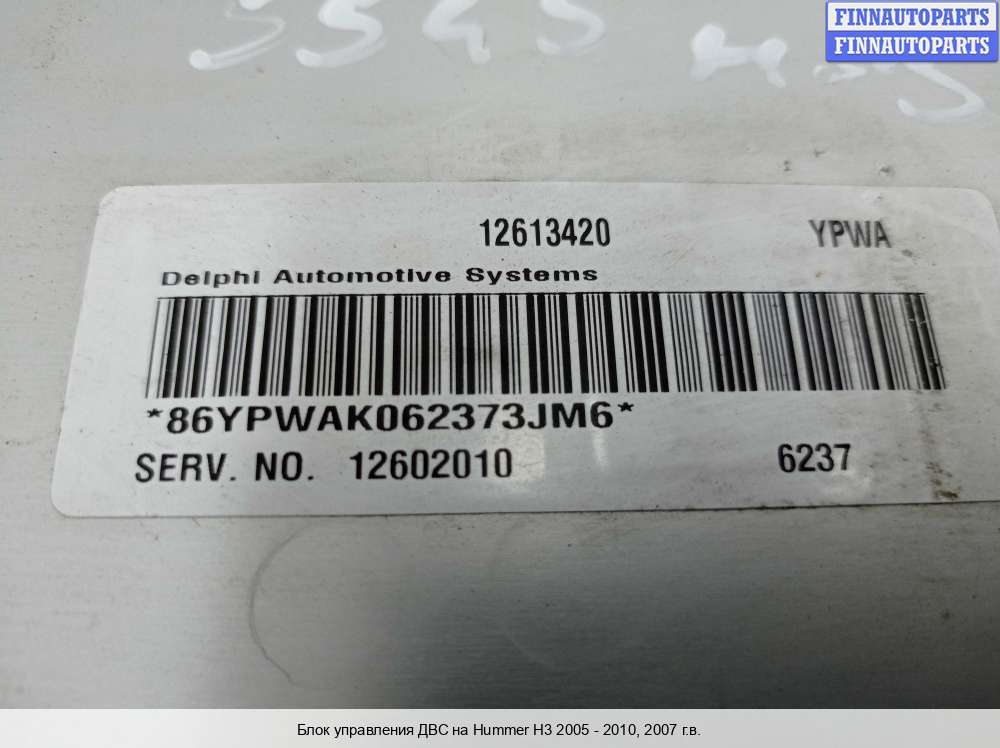 FINNAUTOPARTS
FINNAUTOPARTS
12613420 YPWA
Delphi Automotive Systems
*86YPWAK062373JM6*
SERV. NO. 12602010 6237
Блок управления ДВС на Hummer H3 2005 - 2010, 2007 г.в.